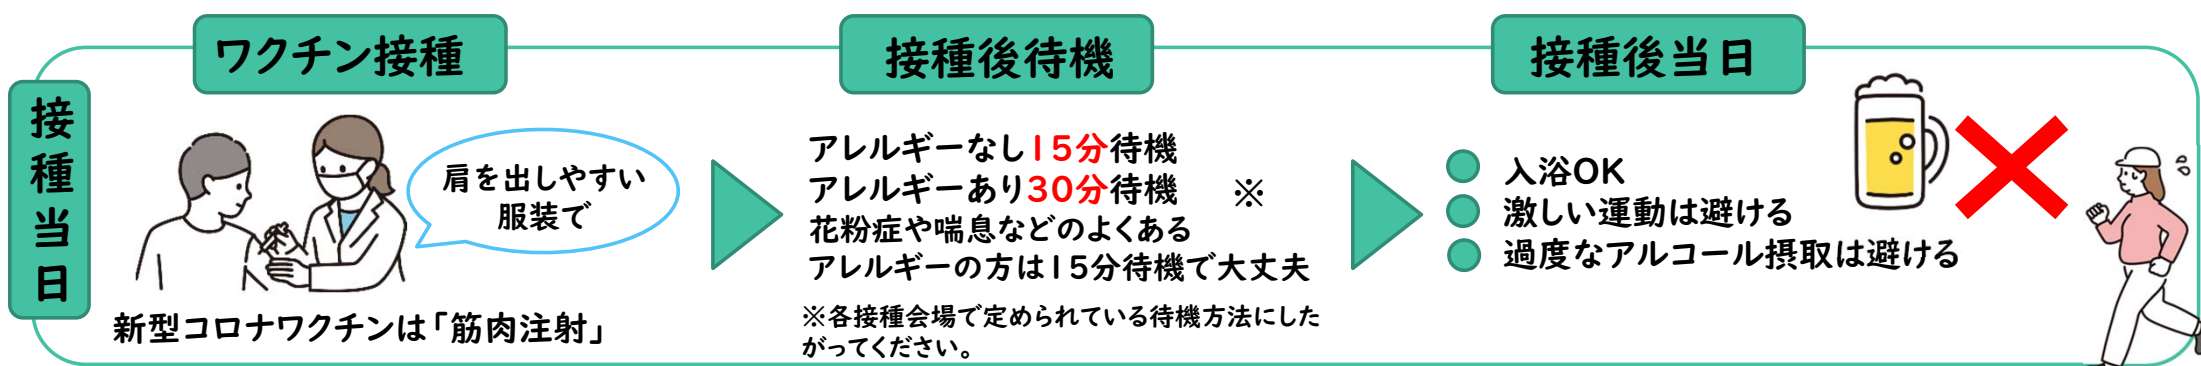 接種当日
ワクチン接種
肩を出しやすい
服装で
新型コロナワクチンは「筋肉注射」
接種後待機
アレルギーなし15分待機
アレルギーあり30分待機 ※
花粉症や喘息などのよくある
アレルギーの方は15分待機で大丈夫
※各接種会場で定められている待機方法にした
がってください。
接種後当日
入浴OK
激しい運動は避ける
過度なアルコール摂取は避ける